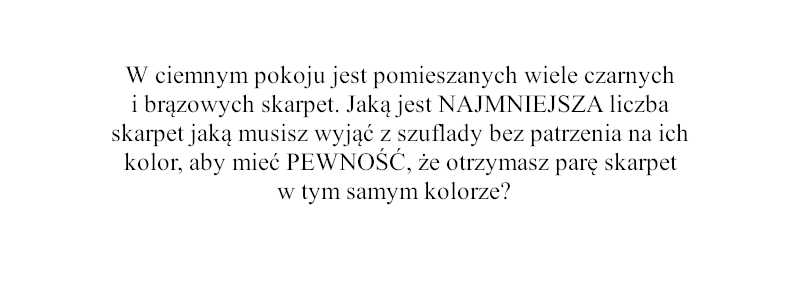 W ciemnym pokoju jest pomieszanych wiele czarnych
i brązowych skarpet. Jaką jest NAJMNIEJSZA liczba
skarpet jaką musisz wyjąć z szuflady bez patrzenia na ich
kolor, aby mieć PEWNOŚĆ, że otrzymasz parę skarpet
w tym samym kolorze?